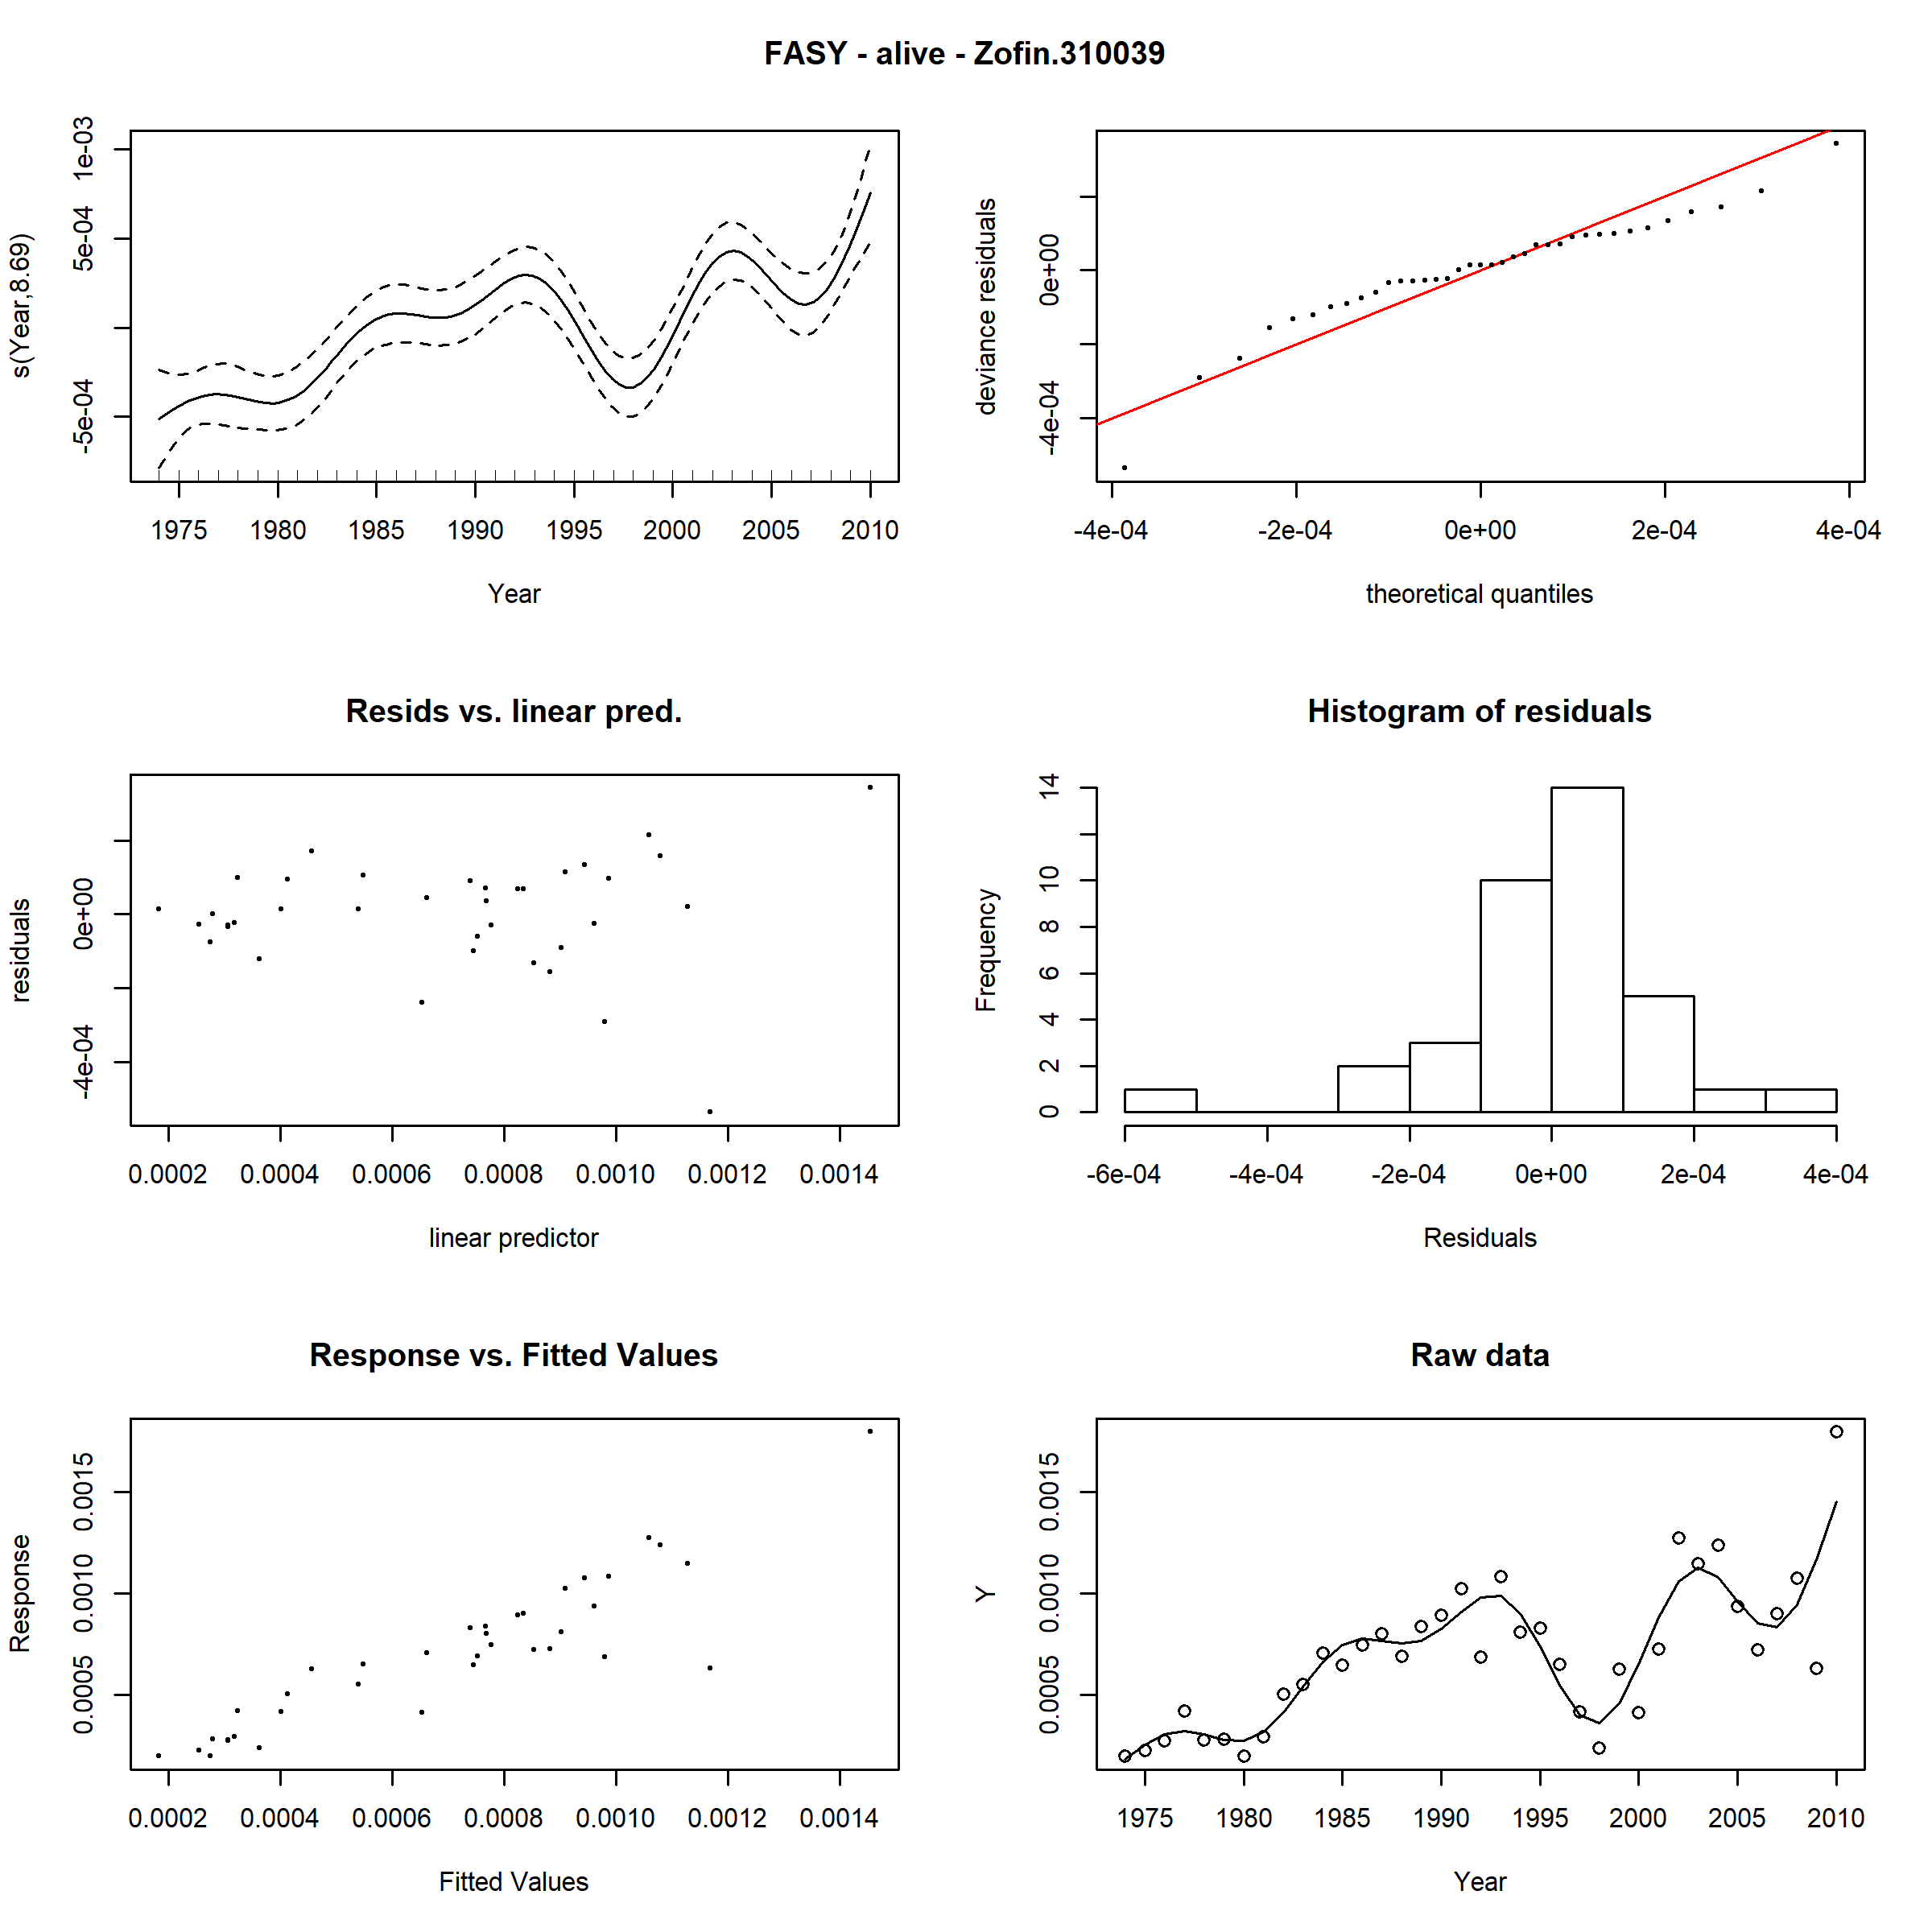 FASY - alive - Zofin.310039
s(Year,8.69)
-5e-04 5e-04 1e-03
1975 1980 1985 1990 1995 2000 2005 2010
Year
deviance residuals
-4e-04 0e+00
-4e-04 -2e-04 0e+00 2e-04 4e-04
theoretical quantiles
Resids vs. linear pred.
residuals
-4e-04 0e+00
0.0002 0.0004 0.0006 0.0008 0.0010 0.0012 0.0014
linear predictor
Histogram of residuals
Frequency
0 2 4 6 8 10 14
-6e-04 -4e-04 -2e-04 0e+00 2e-04 4e-04
Residuals
Response vs. Fitted Values
Response
0.0005 0.0010 0.0015
0.0002 0.0004 0.0006 0.0008 0.0010 0.0012 0.0014
Fitted Values
Raw data
Y
0.0005 0.0010 0.0015
1975 1980 1985 1990 1995 2000 2005 2010
Year